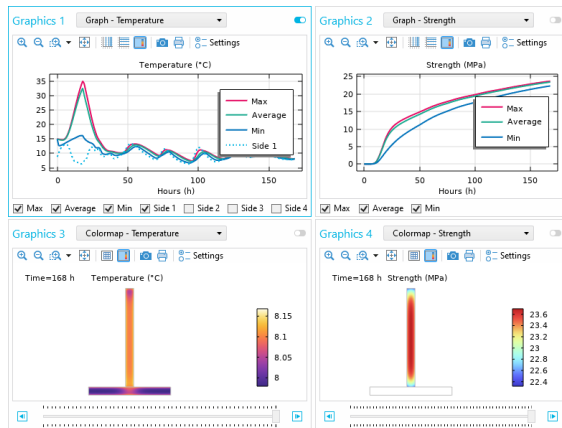 Graphics 1
Graph - Temperature
Settings
Temperature (°C)
35
30
25
20
15
10
5
Max
Average
Min
Side 1
0
50
100
150
Hours (h)
Max
Average
Min
Side 1
Side 2
Side 3
Side 4
Graphics 2
Graph - Strength
Settings
Strength (MPa)
25
20
15
10
5
0
Max
Average
Min
0
50
100
150
Hours (h)
Max
Average
Min
Graphics 3
Colormap - Temperature
Settings
Time=168 h Temperature (°C)
8.15
8.1
8.05
8
Graphics 4
Colormap - Strength
Settings
Time=168 h Strength (MPa)
23.6
23.4
23.2
23
22.8
22.6
22.4